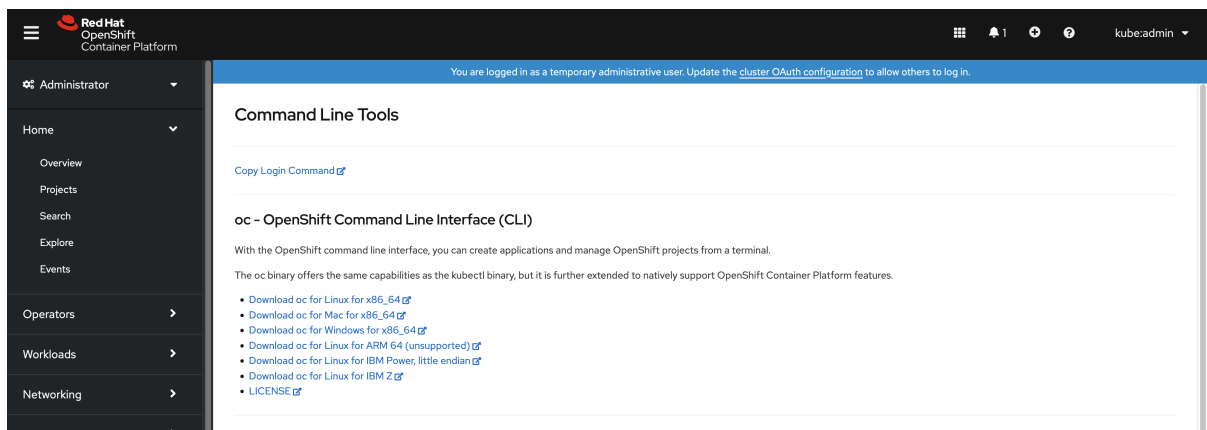 Red Hat
OpenShift
Container Platform
1
kube:admin
Administrator
You are logged in as a temporary administrative user. Update the cluster OAuth configuration to allow others to log in.
Home
Overview
Projects
Search
Explore
Events
Operators
Workloads
Networking
Command Line Tools
Copy Login Command
oc - OpenShift Command Line Interface (CLI)
With the OpenShift command line interface, you can create applications and manage OpenShift projects from a terminal.
The oc binary offers the same capabilities as the kubectl binary, but it is further extended to natively support OpenShift Container Platform features.
• Download oc for Linux for x86_64
• Download oc for Mac for x86_64
• Download oc for Windows for x86_64
• Download oc for Linux for ARM 64 (unsupported)
• Download oc for Linux for IBM Power, little endian
• Download oc for Linux for IBM Z
• LICENSE